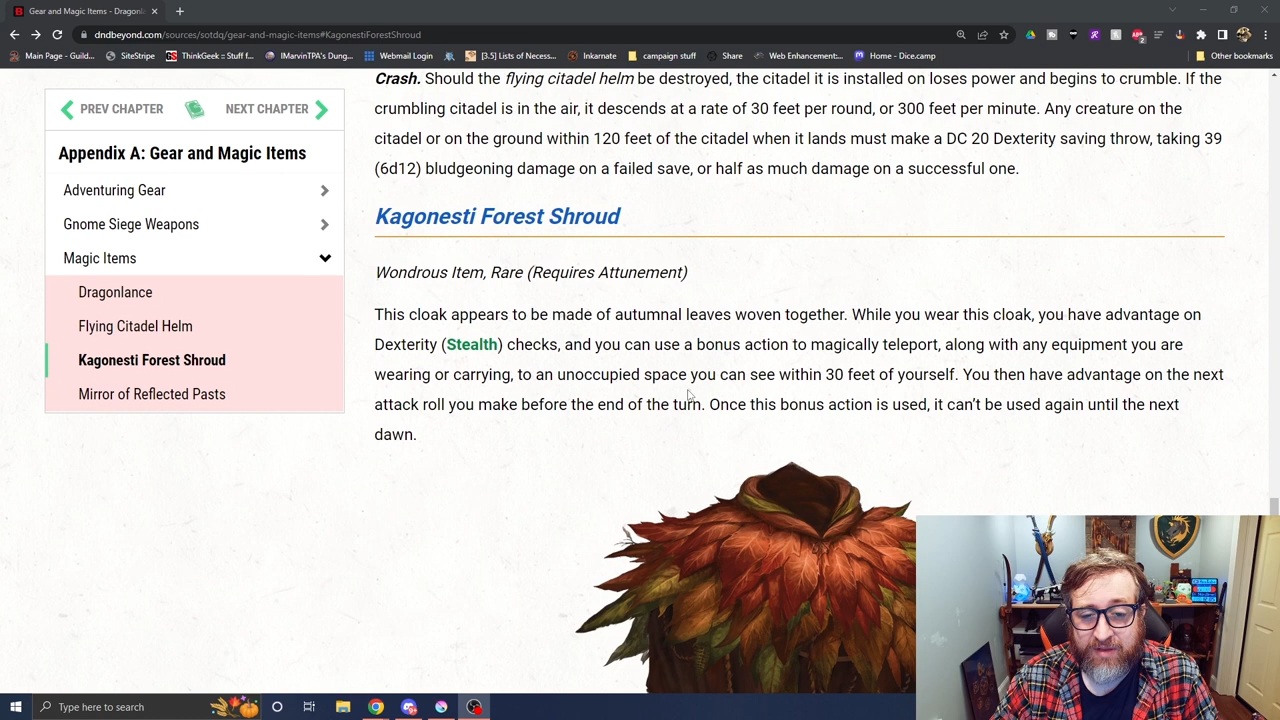 Gear and Magic Items - Dragonla
dndbeyond.com/sources/sotdq/gear-and-magic-items#KagonestiForestShroud
Main Page - Guild... SiteStripe ThinkGeek :: Stuff f... IMarvinTPA's Dung... Webmail Login [3.5] Lists of Necess... Inkarnate campaign stuff Share Web Enhancement:... Home - Dice.camp Other bookmarks
PREV CHAPTER NEXT CHAPTER
Appendix A: Gear and Magic Items
Adventuring Gear
Gnome Siege Weapons
Magic Items
Dragonlance
Flying Citadel Helm
Kagonesti Forest Shroud
Mirror of Reflected Pasts
Crash. Should the flying citadel helm be destroyed, the citadel it is installed on loses power and begins to crumble. If the
crumbling citadel is in the air, it descends at a rate of 30 feet per round, or 300 feet per minute. Any creature on the
citadel or on the ground within 120 feet of the citadel when it lands must make a DC 20 Dexterity saving throw, taking 39
(6d12) bludgeoning damage on a failed save, or half as much damage on a successful one.
Kagonesti Forest Shroud
Wondrous Item, Rare (Requires Attunement)
This cloak appears to be made of autumnal leaves woven together. While you wear this cloak, you have advantage on
Dexterity (Stealth) checks, and you can use a bonus action to magically teleport, along with any equipment you are
wearing or carrying, to an unoccupied space you can see within 30 feet of yourself. You then have advantage on the next
attack roll you make before the end of the turn. Once this bonus action is used, it can't be used again until the next
dawn.
Type here to search